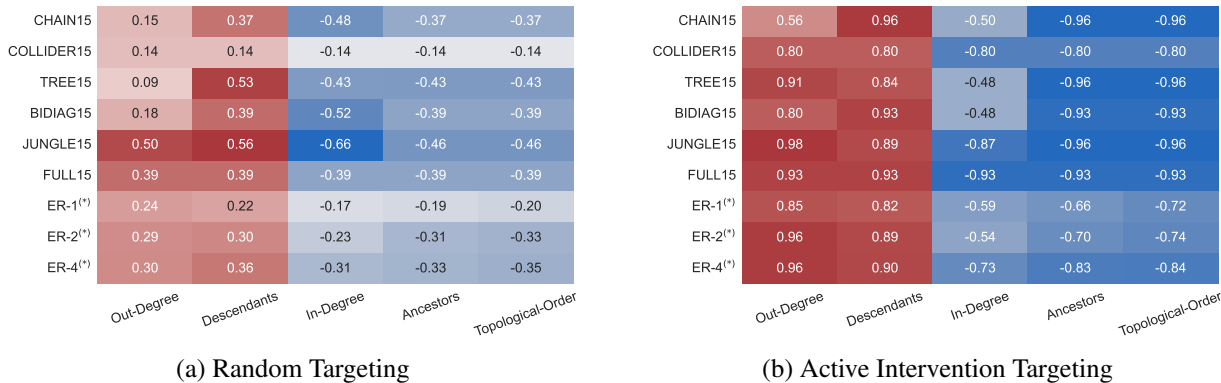 CHAIN15 0.15 0.37 -0.48 -0.37 -0.37
COLLIDER15 0.14 0.14 -0.14 -0.14 -0.14
TREE15 0.09 0.53 -0.43 -0.43 -0.43
BIDIAG15 0.18 0.39 -0.52 -0.39 -0.39
JUNGLE15 0.50 0.56 -0.66 -0.46 -0.46
FULL15 0.39 0.39 -0.39 -0.39 -0.39
ER-1(*) 0.24 0.22 -0.17 -0.19 -0.20
ER-2(*) 0.29 0.30 -0.23 -0.31 -0.33
ER-4(*) 0.30 0.36 -0.31 -0.33 -0.35
Out-Degree Descendants In-Degree Ancestors Topological-Order
(a) Random Targeting
CHAIN15 0.56 0.96 -0.50 -0.96 -0.96
COLLIDER15 0.80 0.80 -0.80 -0.80 -0.80
TREE15 0.91 0.84 -0.48 -0.96 -0.96
BIDIAG15 0.80 0.93 -0.48 -0.93 -0.93
JUNGLE15 0.98 0.89 -0.87 -0.96 -0.96
FULL15 0.93 0.93 -0.93 -0.93 -0.93
ER-1(*) 0.85 0.82 -0.59 -0.66 -0.72
ER-2(*) 0.96 0.89 -0.54 -0.70 -0.74
ER-4(*) 0.96 0.90 -0.73 -0.83 -0.84
Out-Degree Descendants In-Degree Ancestors Topological-Order
(b) Active Intervention Targeting